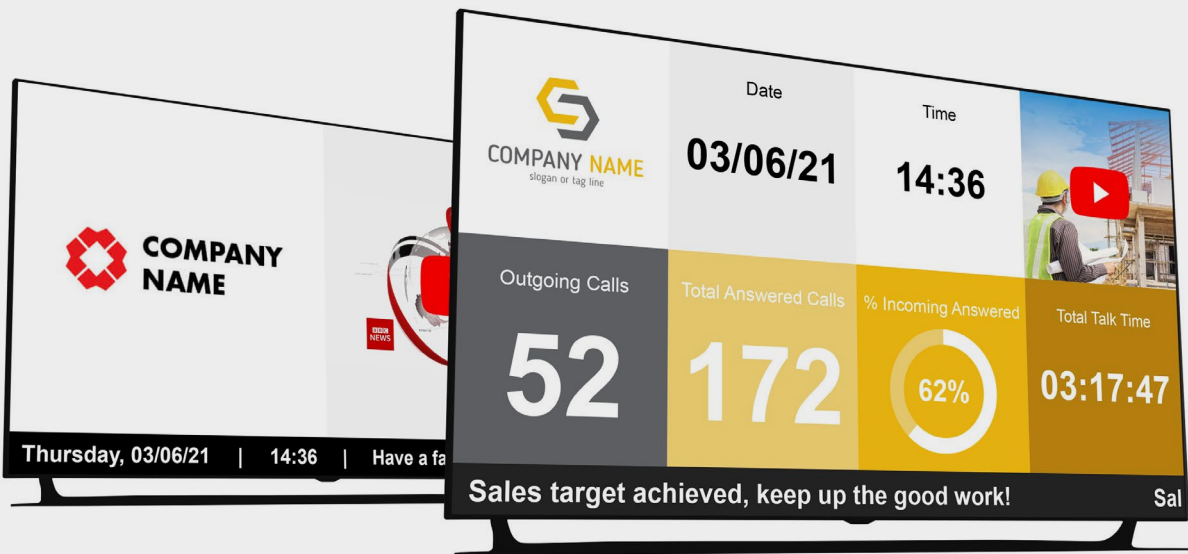 COMPANY
NAME
BBC
NEWS
Thursday, 03/06/21 | 14:36 | Have a fa
COMPANY NAME
slogan or tag line
Date
03/06/21
Time
14:36
Outgoing Calls
52
Total Answered Calls
172
% Incoming Answered
62%
Total Talk Time
03:17:47
Sales target achieved, keep up the good work!
Sal